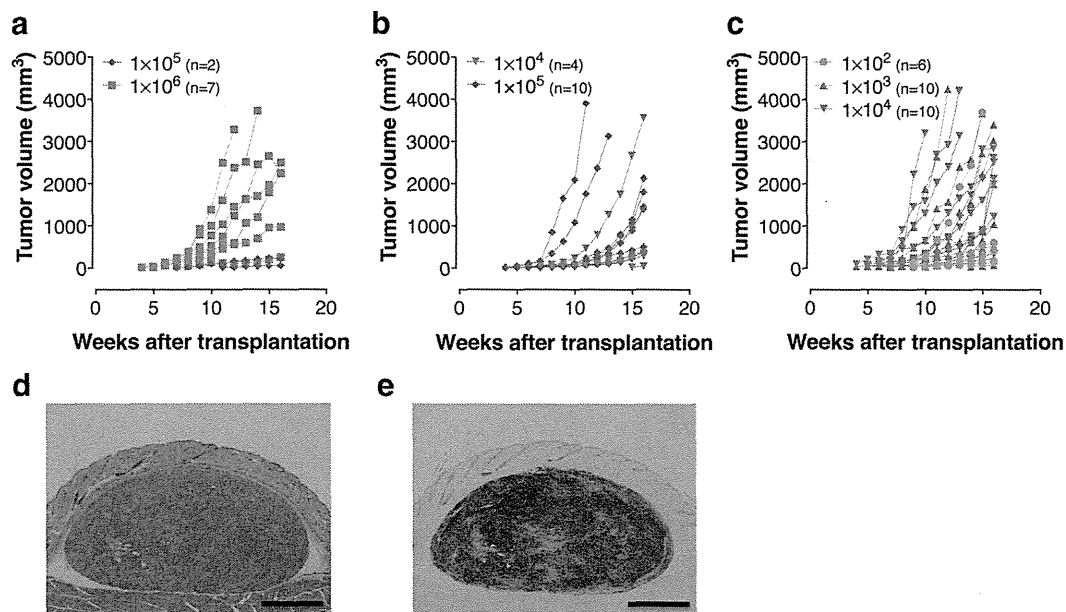 a
Tumor volume (mm³)
5000
4000
3000
2000
1000
0
1×10⁵ (n=2)
1×10⁶ (n=7)
0 5 10 15 20
Weeks after transplantation
b
Tumor volume (mm³)
5000
4000
3000
2000
1000
0
1×10⁴ (n=4)
1×10⁵ (n=10)
0 5 10 15 20
Weeks after transplantation
c
Tumor volume (mm³)
5000
4000
3000
2000
1000
0
1×10² (n=6)
1×10³ (n=10)
1×10⁴ (n=10)
0 5 10 15 20
Weeks after transplantation
d
e